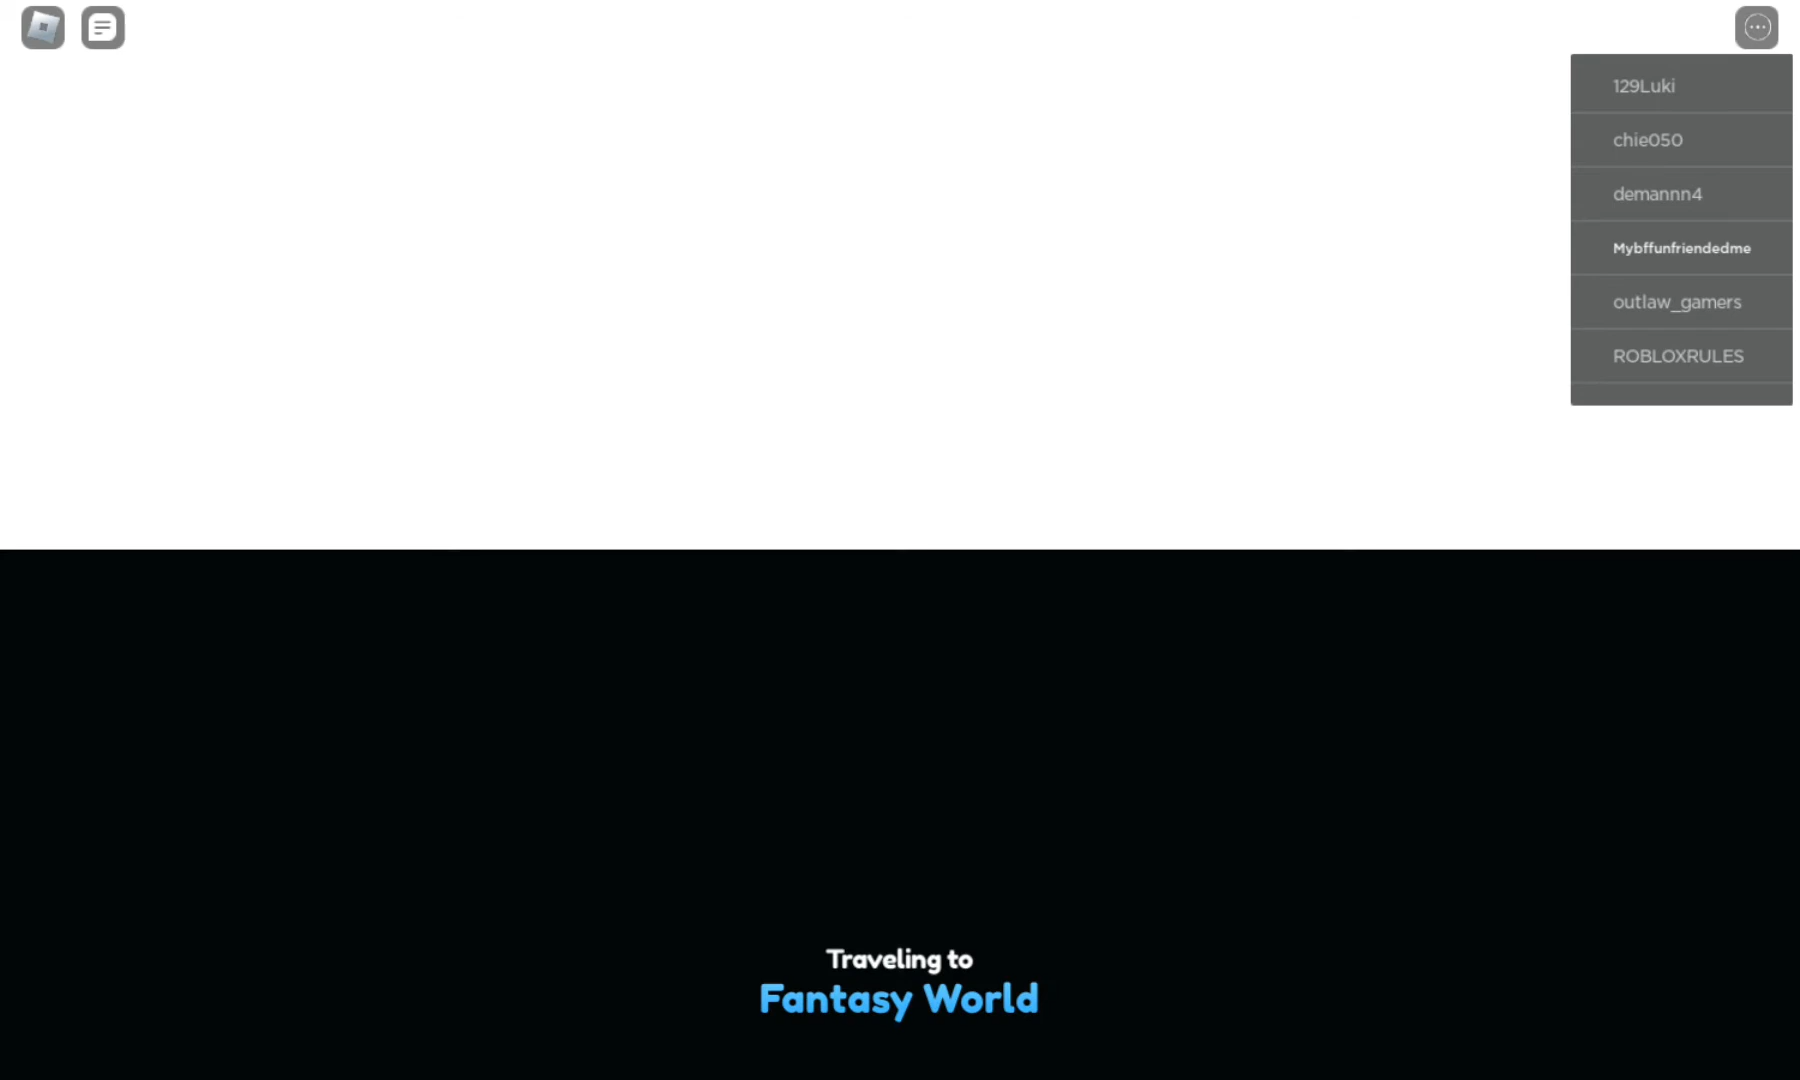 129Luki
chie050
demannn4
Mybffunfriendedme
outlaw_gamers
ROBLOXRULES
Traveling to
Fantasy World